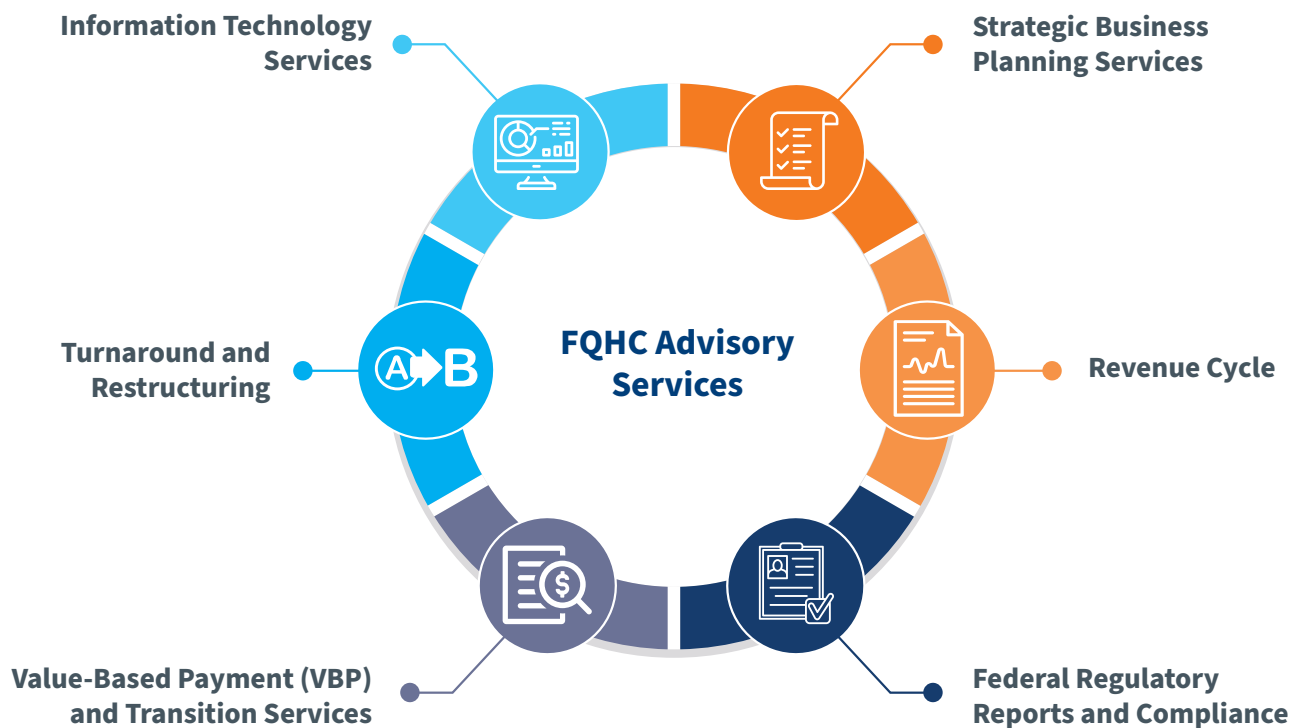 Information Technology
Services
Strategic Business
Planning Services
Turnaround and
Restructuring
A
B
FQHC Advisory
Services
Revenue Cycle
$
Value-Based Payment (VBP)
and Transition Services
Federal Regulatory
Reports and Compliance